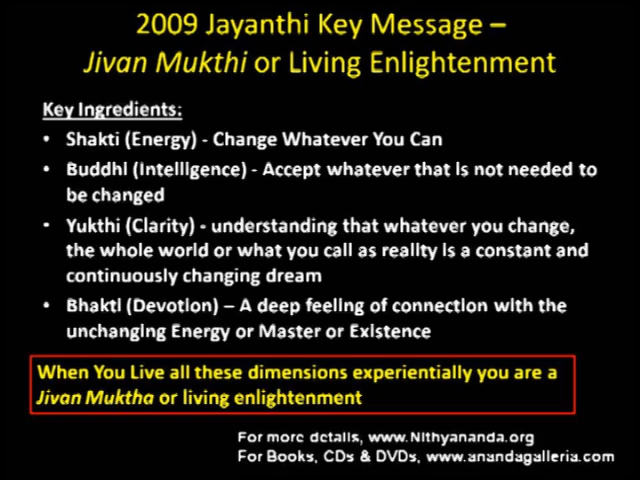 2009 Jayanthi Key Message –
Jivan Mukthi or Living Enlightenment
Key Ingredients:
• Shakti (Energy) - Change Whatever You Can
• Buddhi (Intelligence) - Accept whatever that is not needed to
be changed
• Yukthi (Clarity) - understanding that whatever you change,
the whole world or what you call as reality is a constant and
continuously changing dream
• Bhakti (Devotion) – A deep feeling of connection with the
unchanging Energy or Master or Existence
When You Live all these dimensions experientially you are a
Jivan Muktha or living enlightenment
For more details, www.Nithyananda.org
For Books, CDs & DVDs, www.anandagalleria.com